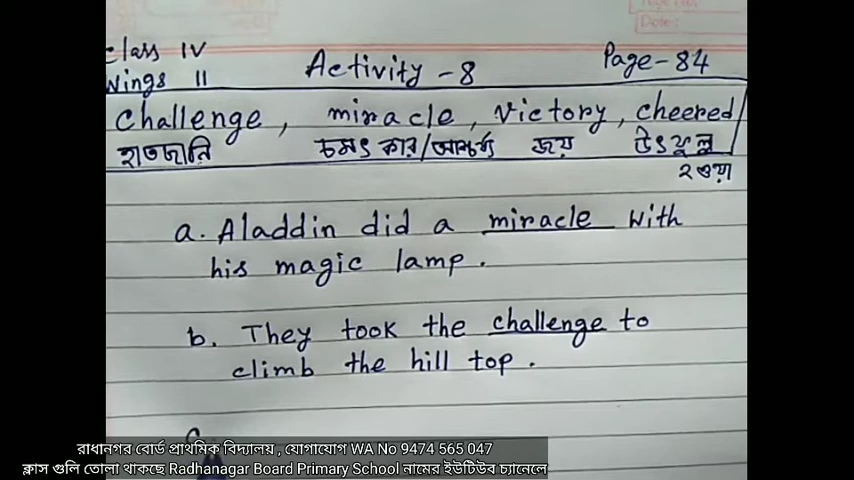 Class IV
Wings II
Activity - 8
Page - 84
challenge, miracle, victory, cheered
হাতজানি চমৎকার/আশ্চর্য জয় উৎফুল্ল
হওয়া
a. Aladdin did a miracle with
his magic lamp.
b. They took the challenge to
climb the hill top.
রাধানগর বোর্ড প্রাথমিক বিদ্যালয় , যোগাযোগ WA No 9474 565 047
ক্লাস গুলি তোলা থাকছে Radhanagar Board Primary School নামের ইউটিউব চ্যানেলে